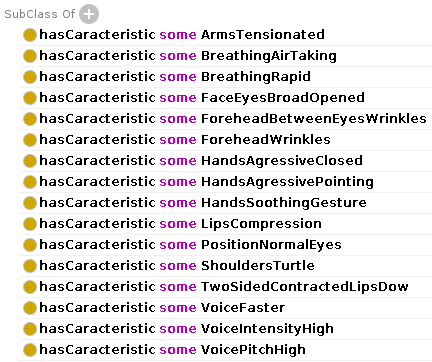 SubClass Of
hasCaracteristic some ArmsTensionated
hasCaracteristic some BreathingAirTaking
hasCaracteristic some BreathingRapid
hasCaracteristic some FaceEyesBroadOpened
hasCaracteristic some ForeheadBetweenEyesWrinkles
hasCaracteristic some ForeheadWrinkles
hasCaracteristic some HandsAgressiveClosed
hasCaracteristic some HandsAgressivePointing
hasCaracteristic some HandsSoothingGesture
hasCaracteristic some LipsCompression
hasCaracteristic some PositionNormalEyes
hasCaracteristic some ShouldersTurtle
hasCaracteristic some TwoSidedContractedLipsDow
hasCaracteristic some VoiceFaster
hasCaracteristic some VoiceIntensityHigh
hasCaracteristic some VoicePitchHigh